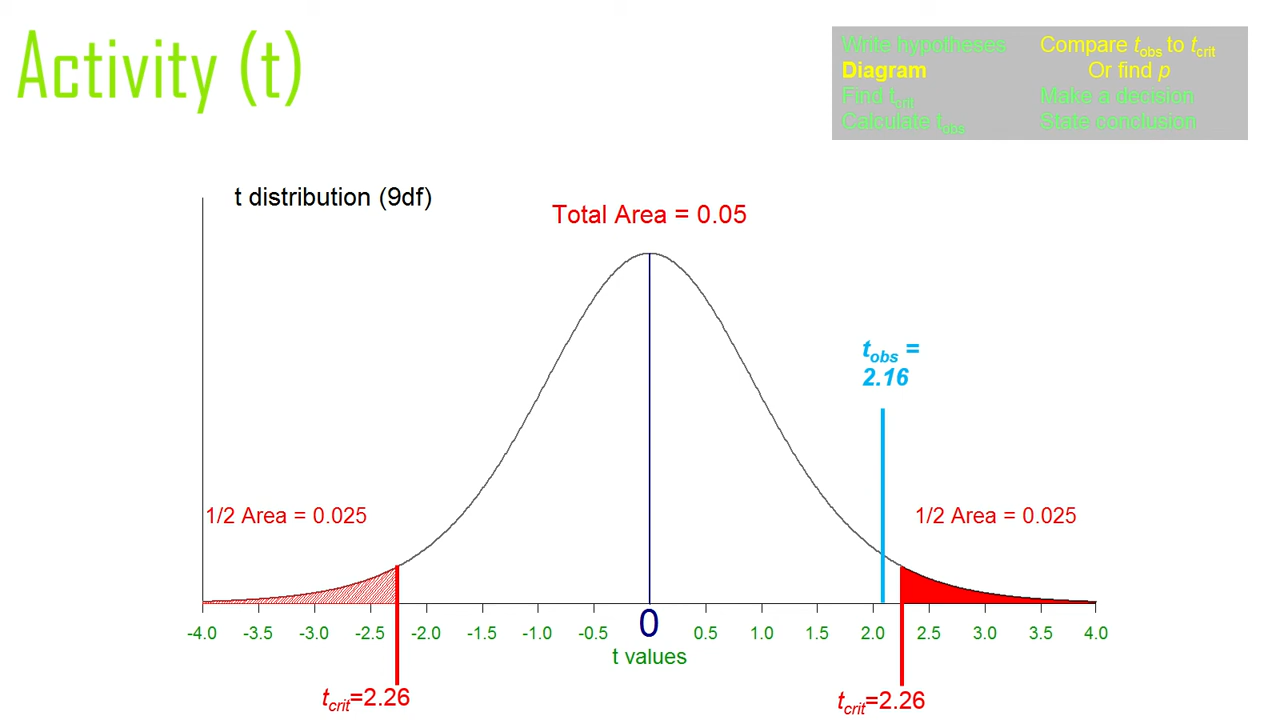 Activity (t)
Write hypotheses
Diagram
Find tcrit
Calculate tobs
Compare tobs to tcrit
Or find p
Make a decision
State conclusion
t distribution (9df)
Total Area = 0.05
tobs =
2.16
1/2 Area = 0.025
1/2 Area = 0.025
-4.0 -3.5 -3.0 -2.5 -2.0 -1.5 -1.0 -0.5 0 0.5 1.0 1.5 2.0 2.5 3.0 3.5 4.0
t values
tcrit=2.26
tcrit=2.26